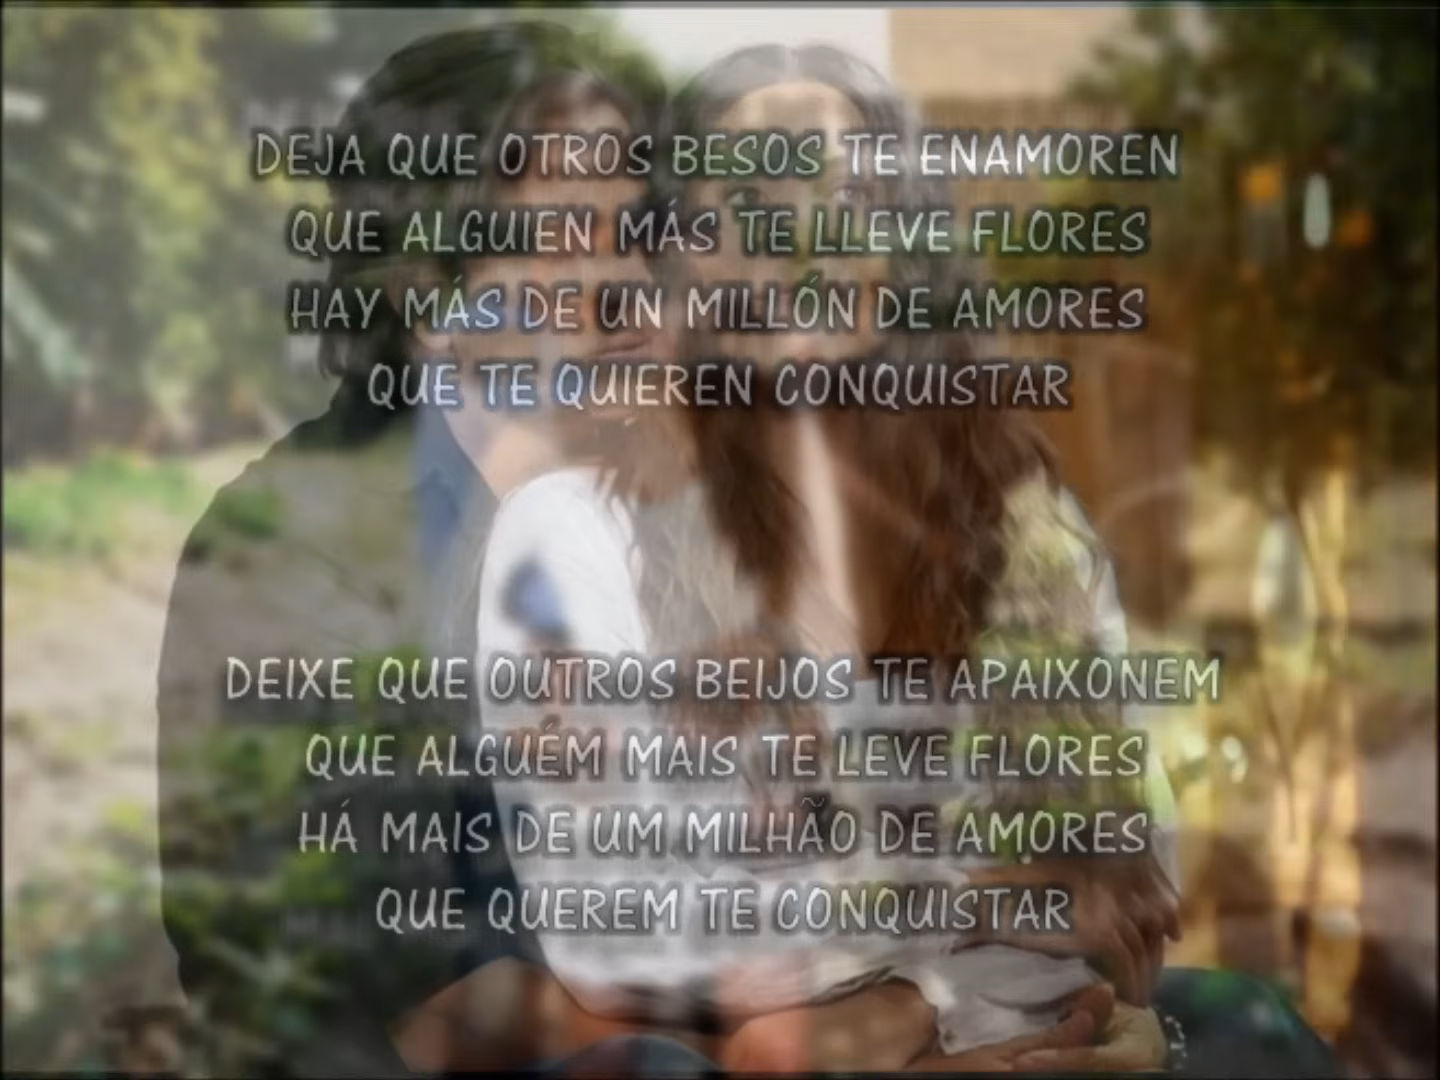 DEJA QUE OTROS BESOS TE ENAMOREN
QUE ALGUIEN MÁS TE LLEVE FLORES
HAY MÁS DE UN MILLÓN DE AMORES
QUE TE QUIEREN CONQUISTAR
DEIXE QUE OUTROS BEIJOS TE APAIXONEM
QUE ALGUÉM MAIS TE LEVE FLORES
HÁ MAIS DE UM MILHÃO DE AMORES
QUE QUEREM TE CONQUISTAR